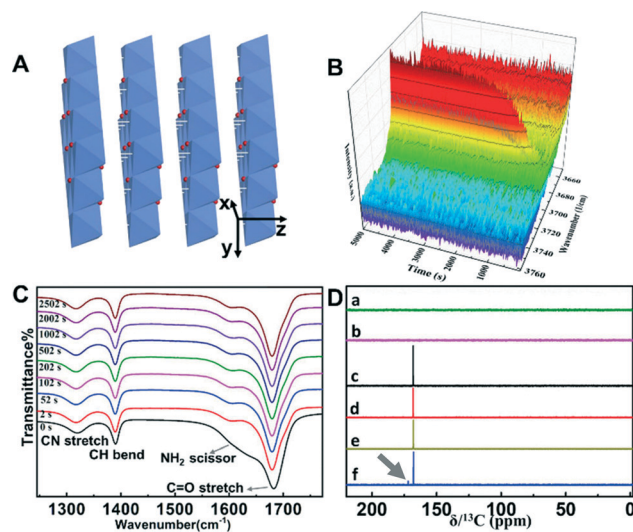 A
x
z
y
B
5000
4000
3000
2000
1000
Time (s)
3660
3680
3700
3720
3740
3760
Wavenumber (1/cm)
C
2502 s
2002 s
1002 s
502 s
202 s
102 s
52 s
2 s
0 s
CN stretch
CH bend
NH₂ scissor
C=O stretch
Transmittance%
1300
1400
1500
1600
1700
Wavenumber(cm⁻¹)
D
a
b
c
d
e
f
200
150
100
50
0
δ/¹³C (ppm)